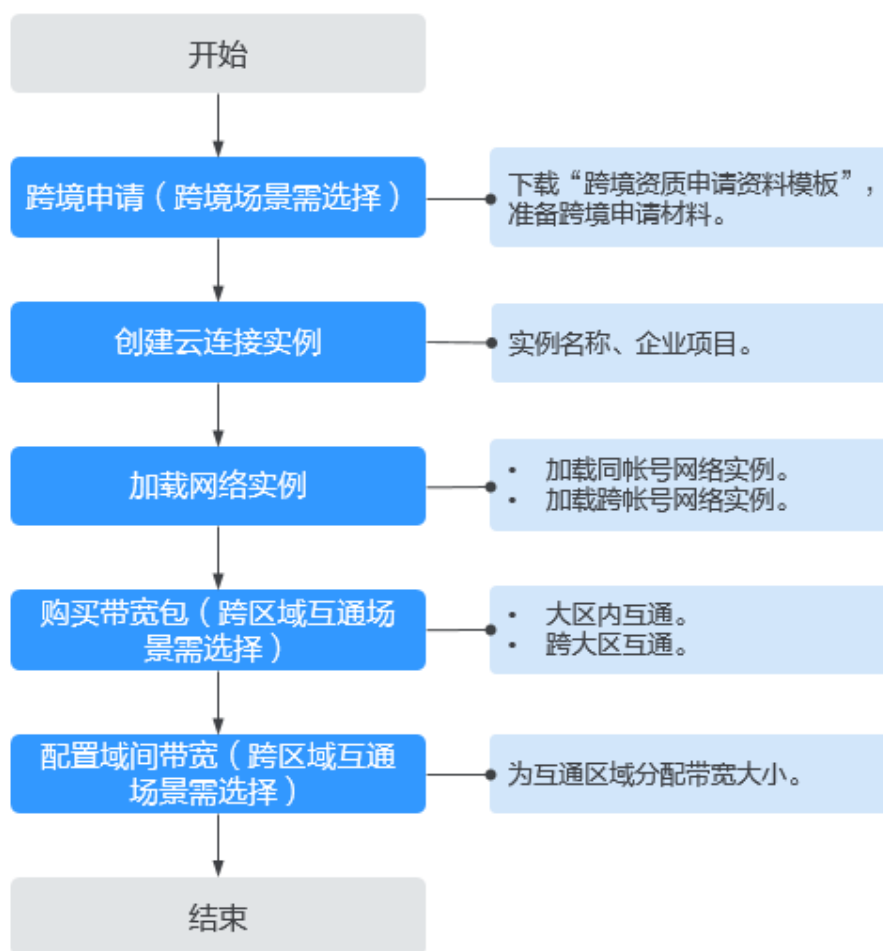 开始
跨境申请（跨境场景需选择）
下载“跨境资质申请资料模板”，
准备跨境申请材料。
创建云连接实例
实例名称、企业项目。
加载网络实例
• 加载同帐号网络实例。
• 加载跨帐号网络实例。
购买带宽包（跨区域互通场
景需选择）
• 大区内互通。
• 跨大区互通。
配置域间带宽（跨区域互通
场景需选择）
为互通区域分配带宽大小。
结束